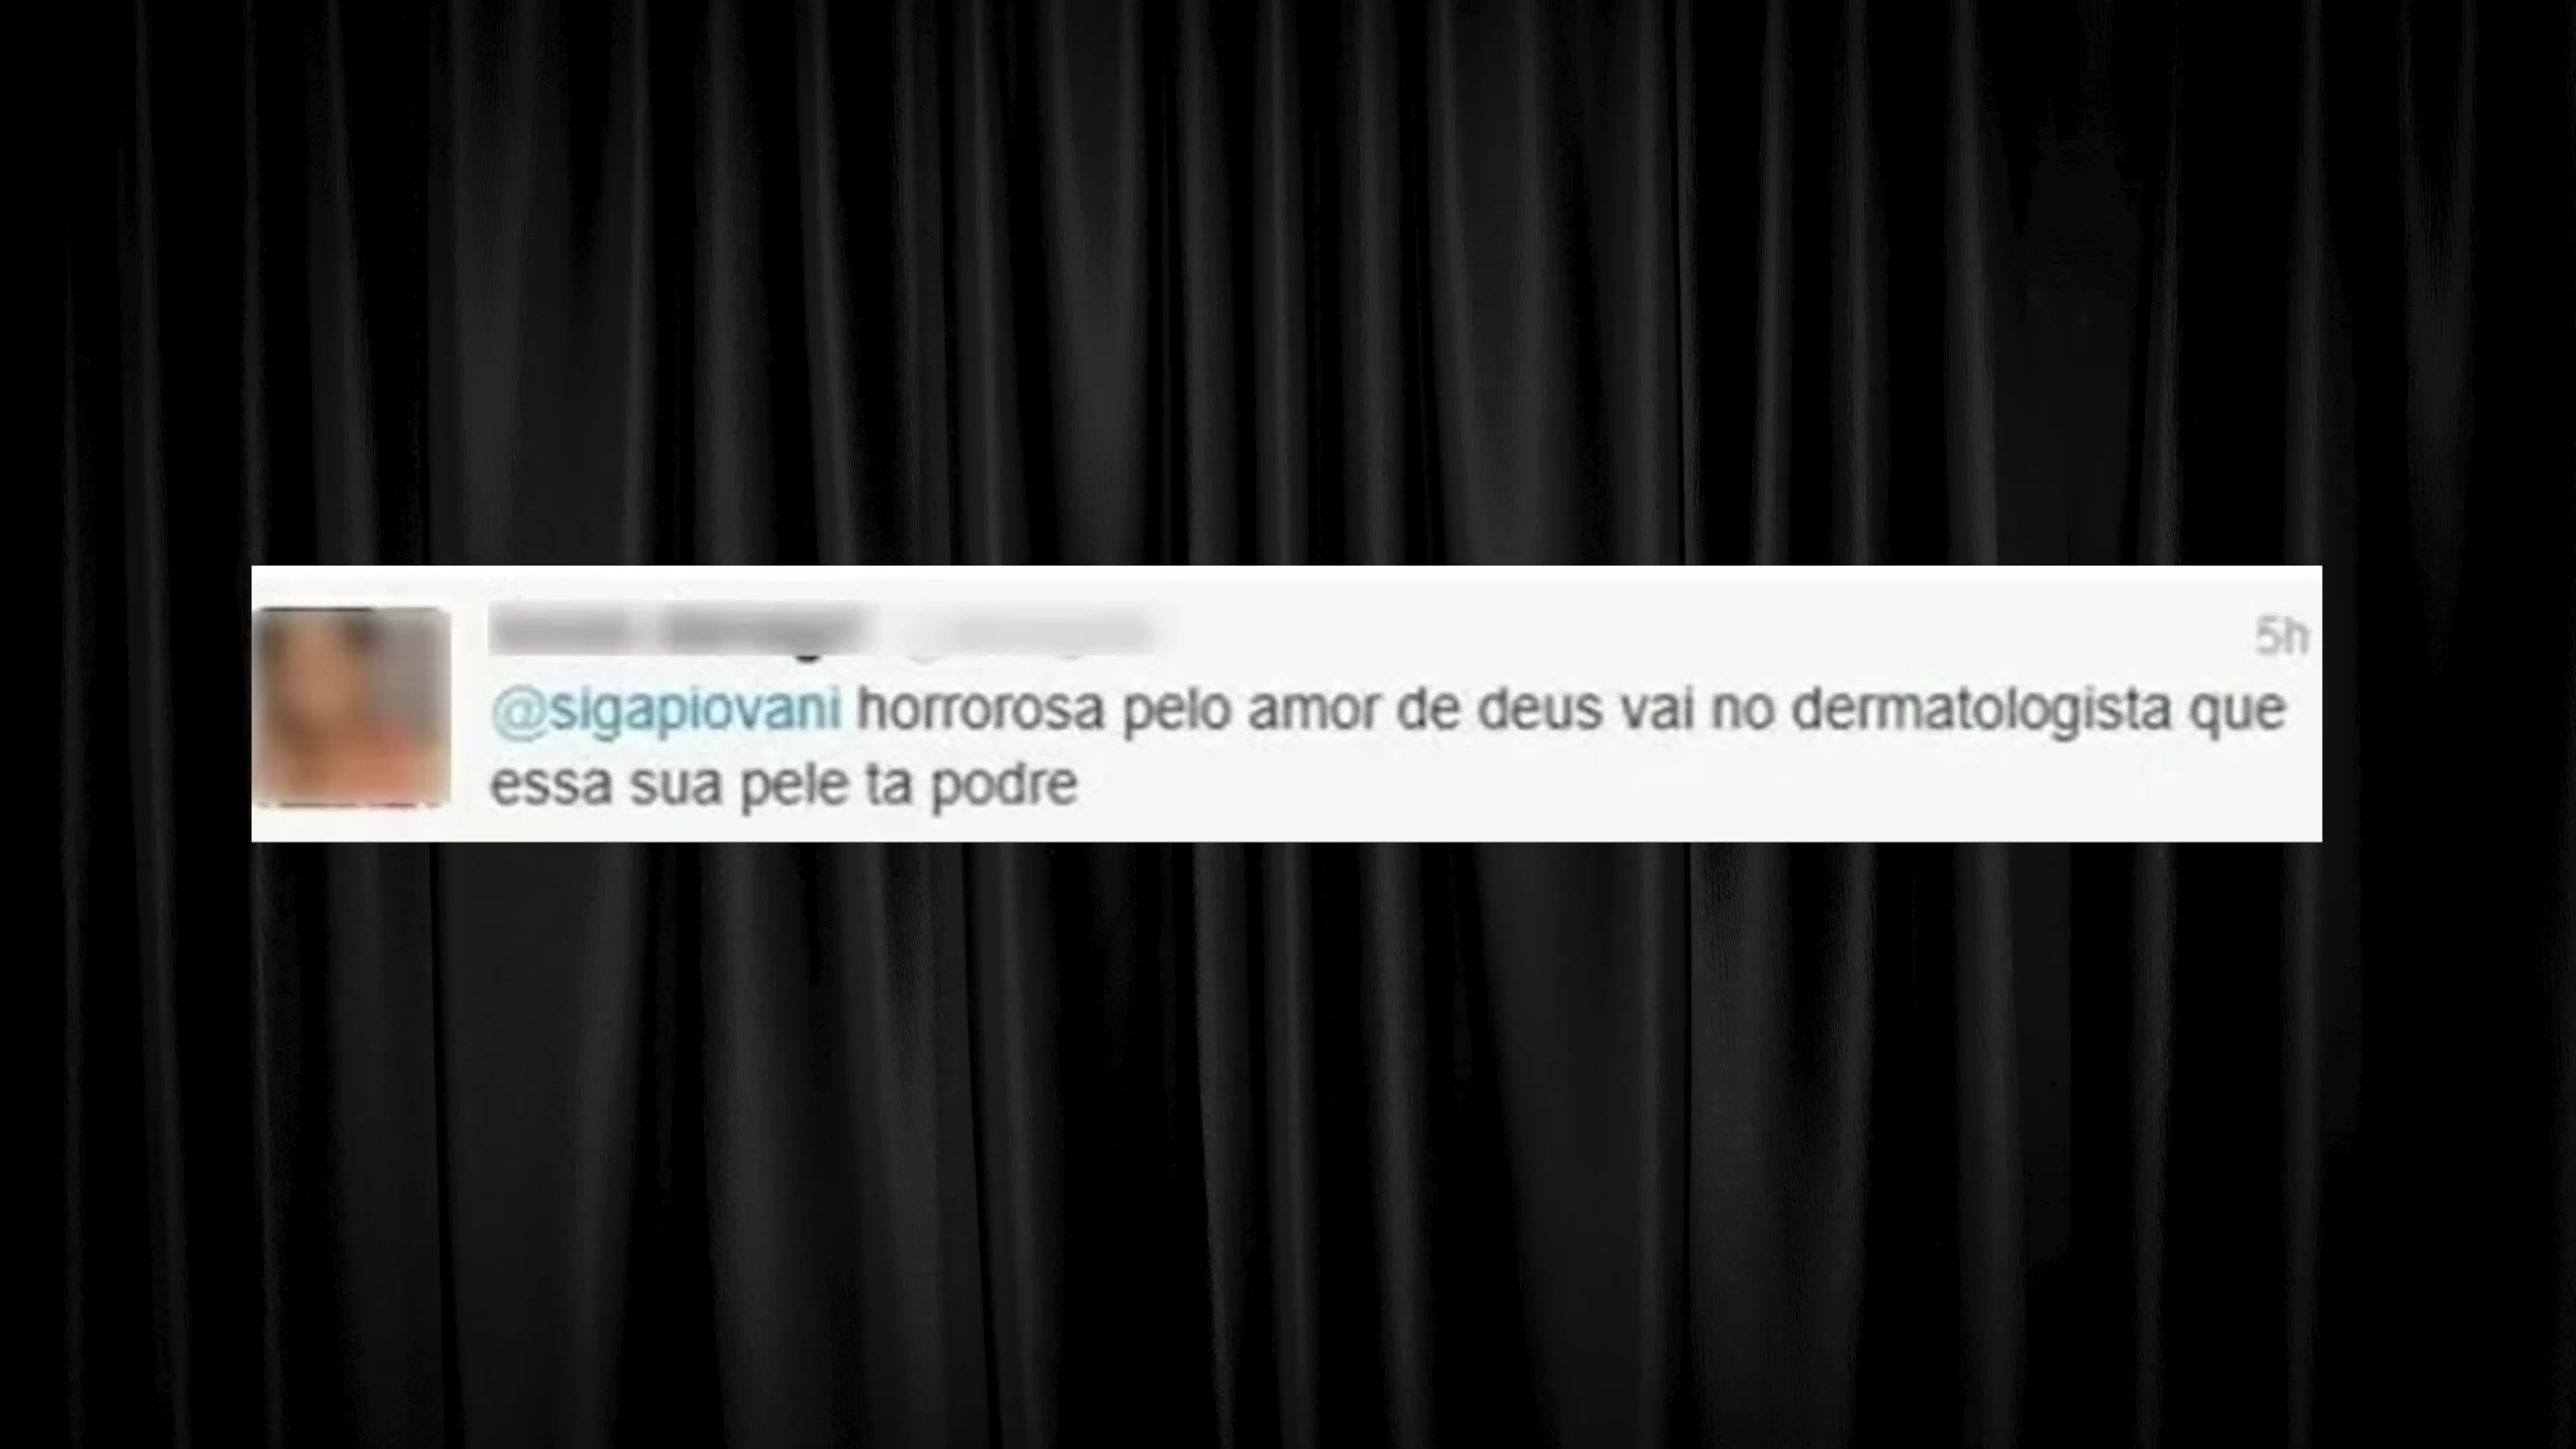 5h
@sigapiovani horrorosa pelo amor de deus vai no dermatologista que
essa sua pele ta podre